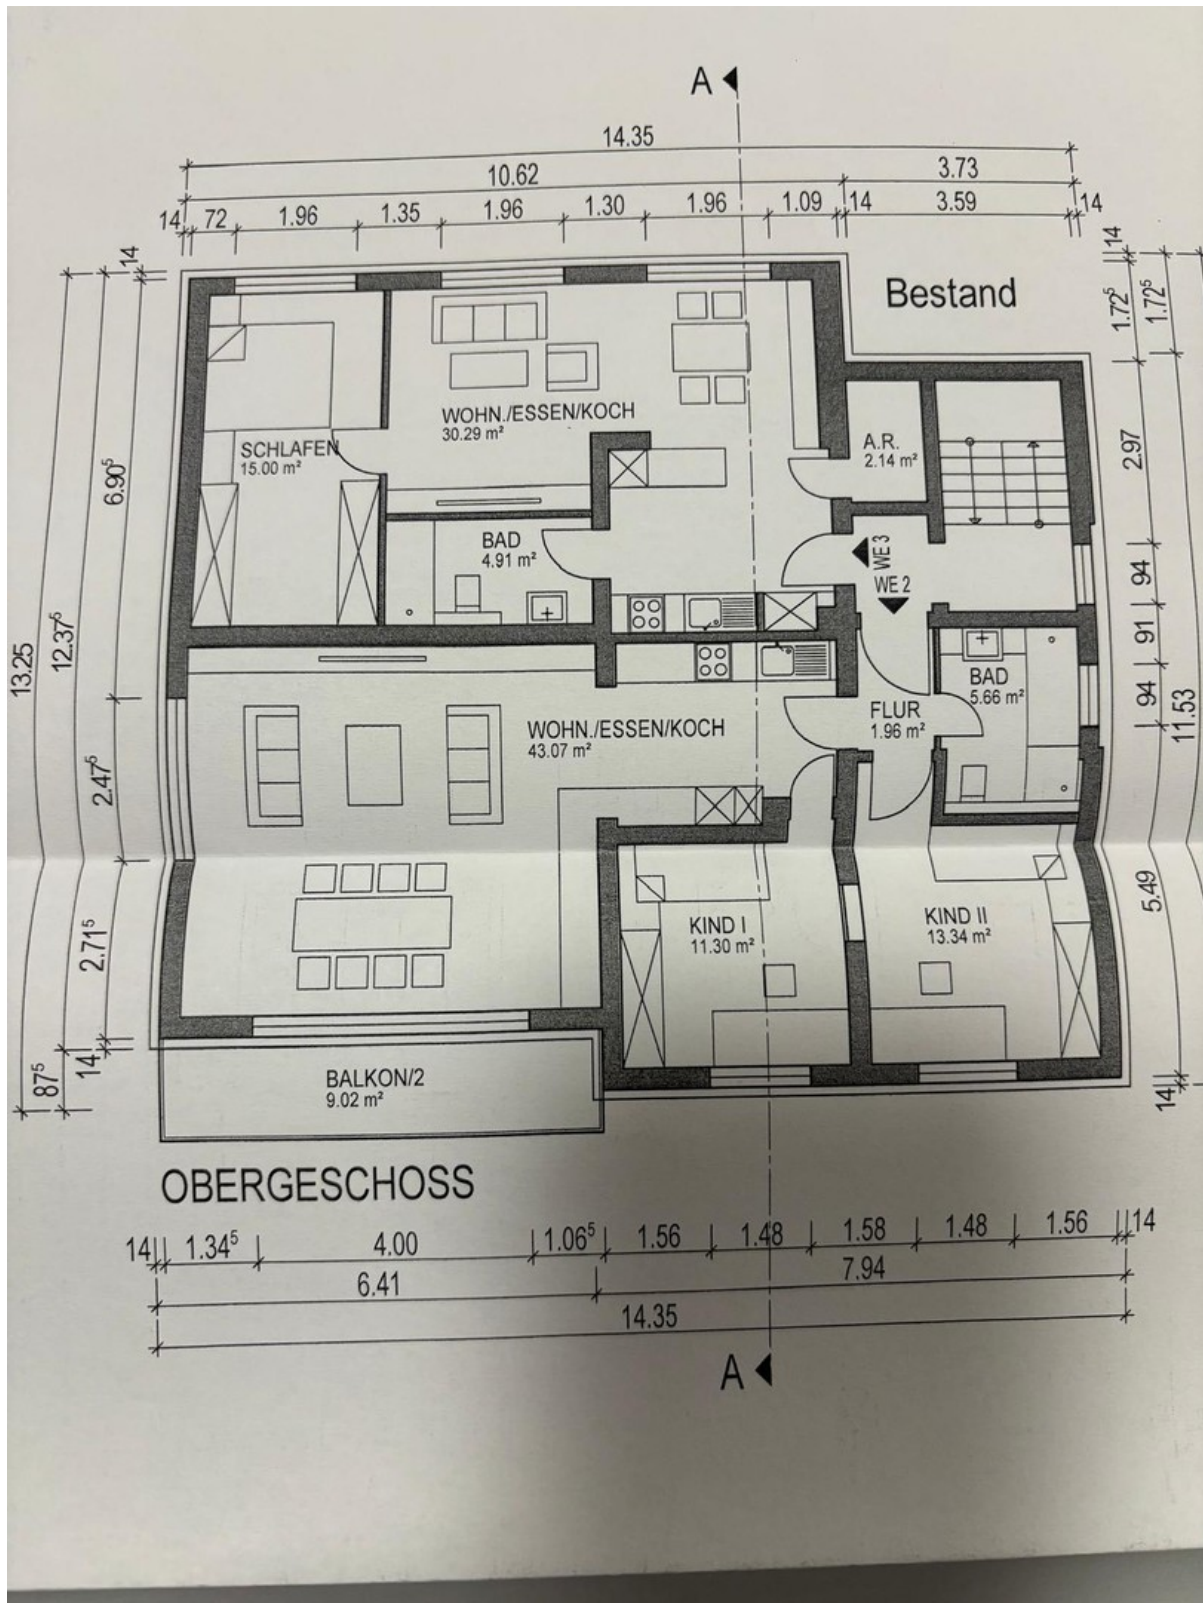 A
14.35
10.62 3.73
14 72 1.96 1.35 1.96 1.30 1.96 1.09 14 3.59 14
Bestand
14
1.72⁵
1.72⁵
2.97
94
91
94
11.53
5.49
14
14
6.90⁵
12.37⁵
13.25
2.47⁵
2.71⁵
14
87⁵
WOHN./ESSEN/KOCH
30.29 m²
SCHLAFEN
15.00 m²
A.R.
2.14 m²
BAD
4.91 m²
WE 3
WE 2
BAD
5.66 m²
FLUR
1.96 m²
WOHN./ESSEN/KOCH
43.07 m²
KIND I
11.30 m²
KIND II
13.34 m²
BALKON/2
9.02 m²
OBERGESCHOSS
14 1.34⁵ 4.00 1.06⁵ 1.56 1.48 1.58 1.48 1.56 14
6.41 7.94
14.35
A